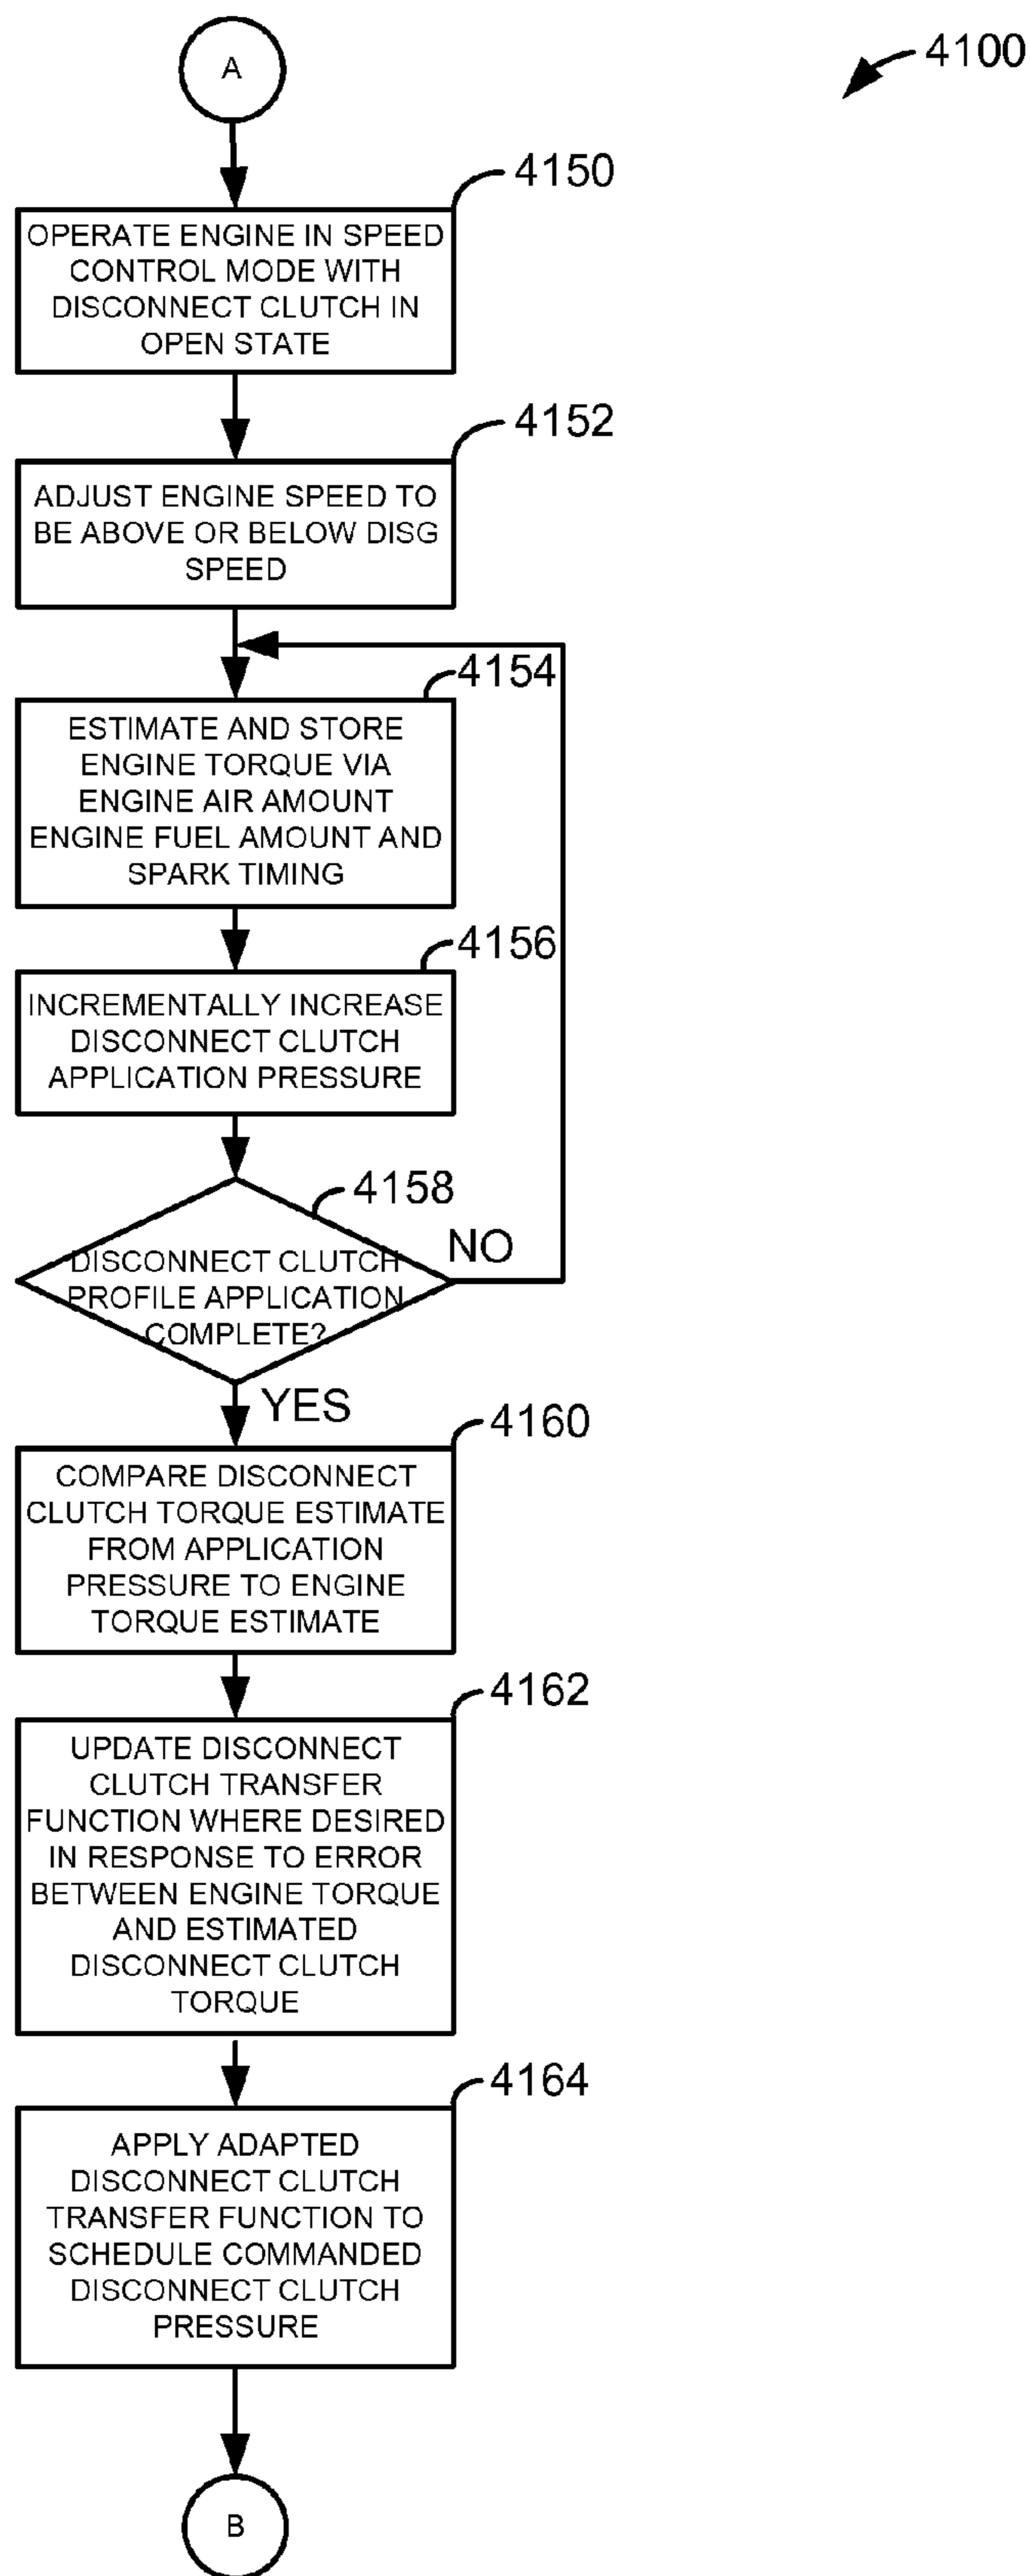 A
4100
4150
OPERATE ENGINE IN SPEED
CONTROL MODE WITH
DISCONNECT CLUTCH IN
OPEN STATE
4152
ADJUST ENGINE SPEED TO
BE ABOVE OR BELOW DISG
SPEED
4154
ESTIMATE AND STORE
ENGINE TORQUE VIA
ENGINE AIR AMOUNT
ENGINE FUEL AMOUNT AND
SPARK TIMING
4156
INCREMENTALLY INCREASE
DISCONNECT CLUTCH
APPLICATION PRESSURE
4158
NO
DISCONNECT CLUTCH
PROFILE APPLICATION
COMPLETE?
YES
4160
COMPARE DISCONNECT
CLUTCH TORQUE ESTIMATE
FROM APPLICATION
PRESSURE TO ENGINE
TORQUE ESTIMATE
4162
UPDATE DISCONNECT
CLUTCH TRANSFER
FUNCTION WHERE DESIRED
IN RESPONSE TO ERROR
BETWEEN ENGINE TORQUE
AND ESTIMATED
DISCONNECT CLUTCH
TORQUE
4164
APPLY ADAPTED
DISCONNECT CLUTCH
TRANSFER FUNCTION TO
SCHEDULE COMMANDED
DISCONNECT CLUTCH
PRESSURE
B